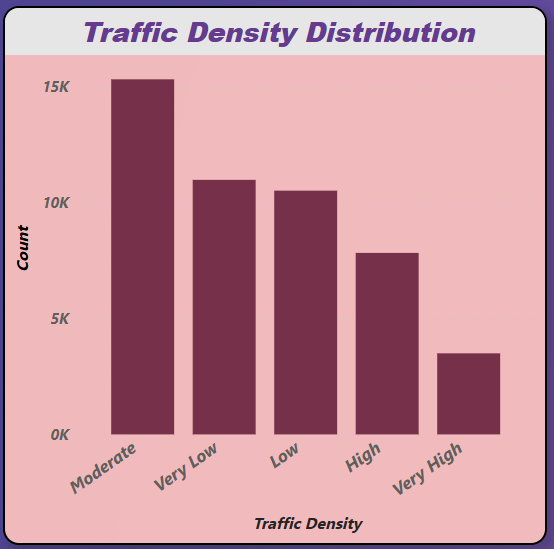 Traffic Density Distribution
15K
10K
5K
0K
Count
Moderate
Very Low
Low
High
Very High
Traffic Density